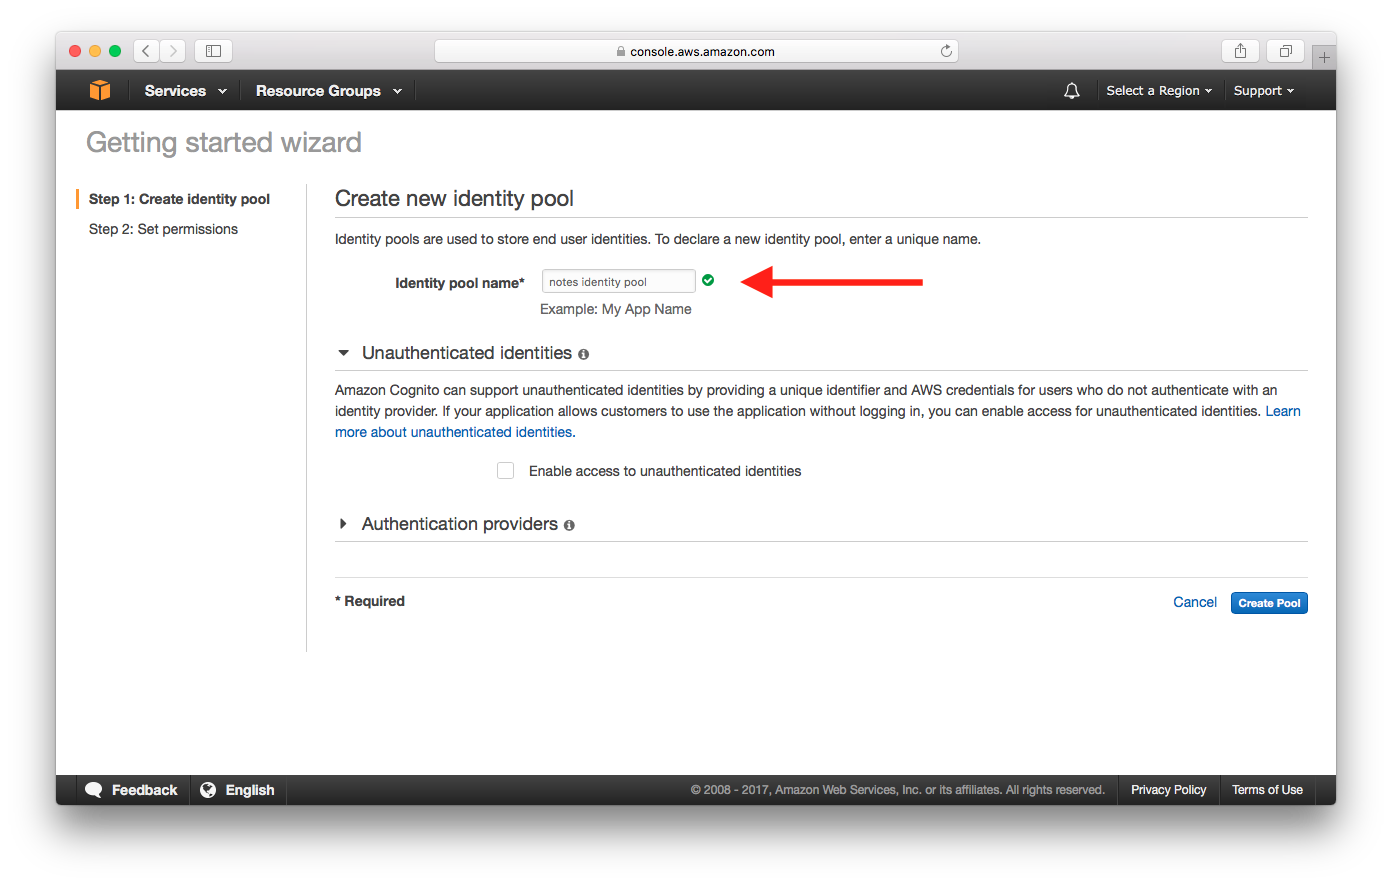 console.aws.amazon.com
Services
Resource Groups
Select a Region
Support
Getting started wizard
Step 1: Create identity pool
Step 2: Set permissions
Create new identity pool
Identity pools are used to store end user identities. To declare a new identity pool, enter a unique name.
Identity pool name*
notes identity pool
Example: My App Name
Unauthenticated identities
Amazon Cognito can support unauthenticated identities by providing a unique identifier and AWS credentials for users who do not authenticate with an
identity provider. If your application allows customers to use the application without logging in, you can enable access for unauthenticated identities. Learn
more about unauthenticated identities.
Enable access to unauthenticated identities
Authentication providers
* Required
Cancel
Create Pool
Feedback
English
© 2008 - 2017, Amazon Web Services, Inc. or its affiliates. All rights reserved.
Privacy Policy
Terms of Use